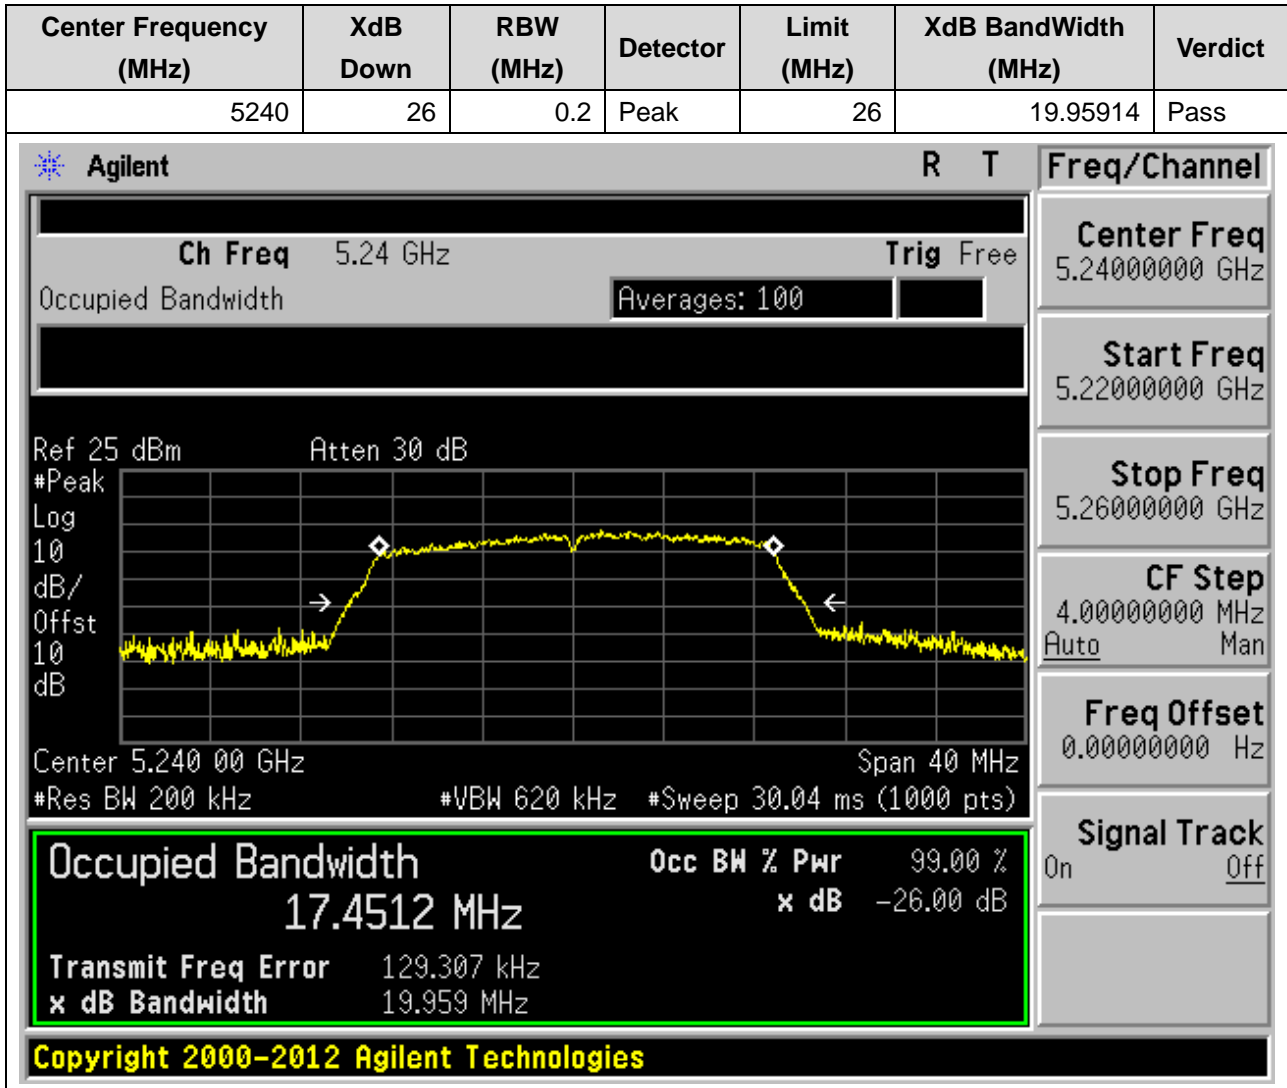 Center Frequency (MHz) XdB Down RBW (MHz) Detector Limit (MHz) XdB BandWidth (MHz) Verdict
5240 26 0.2 Peak 26 19.95914 Pass
Agilent R T
Ch Freq 5.24 GHz Trig Free
Occupied Bandwidth Averages: 100
Ref 25 dBm Atten 30 dB
#Peak
Log
10
dB/
Offst
10
dB
Center 5.240 00 GHz Span 40 MHz
#Res BW 200 kHz #VBW 620 kHz #Sweep 30.04 ms (1000 pts)
Occupied Bandwidth Occ BW % Pwr 99.00 %
17.4512 MHz x dB -26.00 dB
Transmit Freq Error 129.307 kHz
x dB Bandwidth 19.959 MHz
Copyright 2000-2012 Agilent Technologies
Freq/Channel
Center Freq
5.24000000 GHz
Start Freq
5.22000000 GHz
Stop Freq
5.26000000 GHz
CF Step
4.00000000 MHz
Auto Man
Freq Offset
0.00000000 Hz
Signal Track
On Off